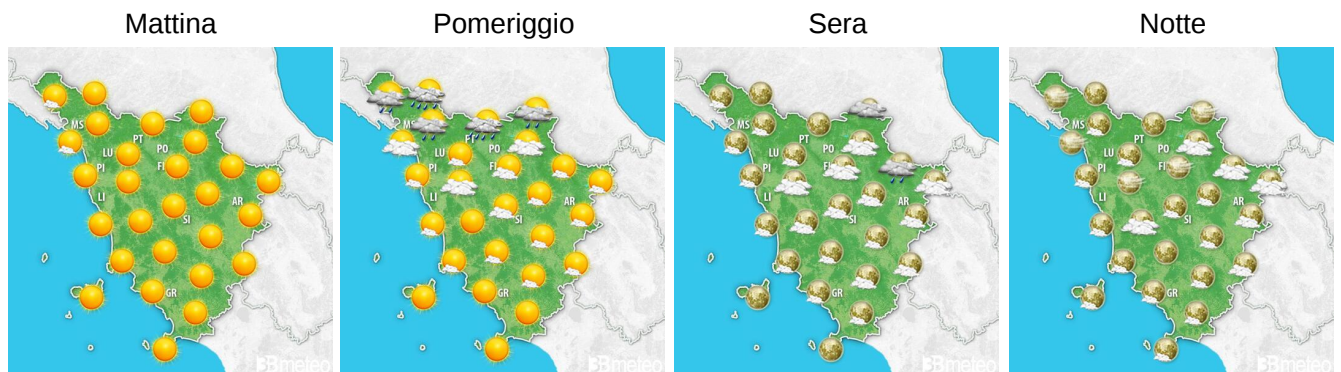 Mattina
Pomeriggio
Sera
Notte
MS
PT
LU
PO
PI
FI
LI
AR
SI
GR
3Bmeteo
MS
PT
LU
PO
PI
FI
LI
AR
SI
GR
3Bmeteo
MS
PT
LU
PO
PI
FI
LI
AR
SI
GR
3Bmeteo
MS
PT
LU
PO
PI
FI
LI
AR
SI
GR
3Bmeteo